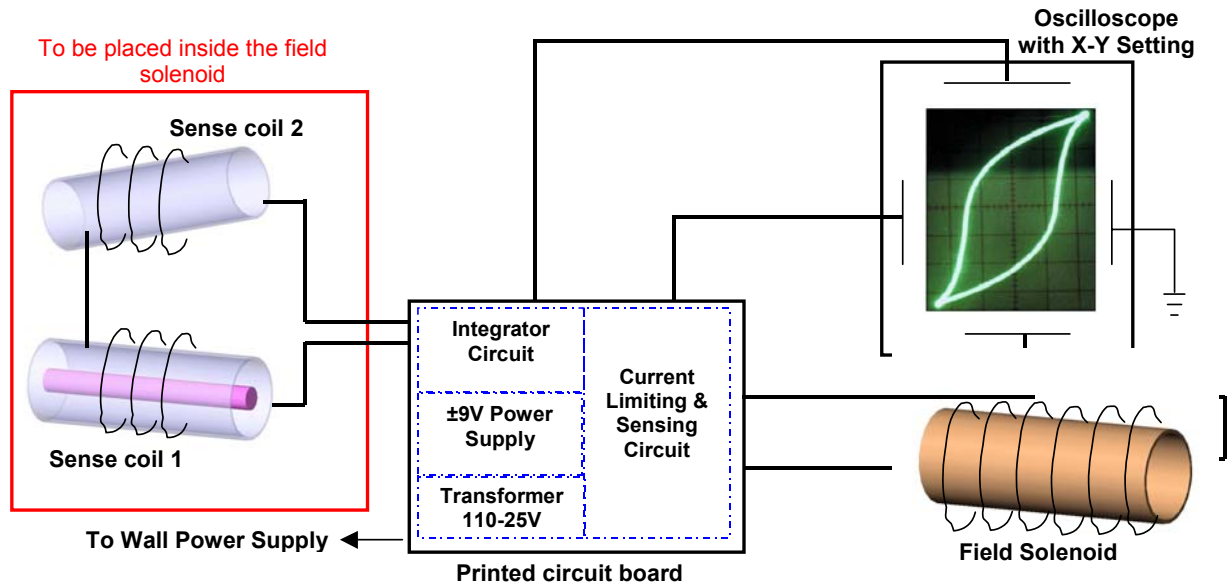 Oscilloscope
with X-Y Setting
To be placed inside the field
solenoid
Sense coil 2
Sense coil 1
Integrator
Circuit
±9V Power
Supply
Transformer
110-25V
Current
Limiting &
Sensing
Circuit
To Wall Power Supply
Printed circuit board
Field Solenoid